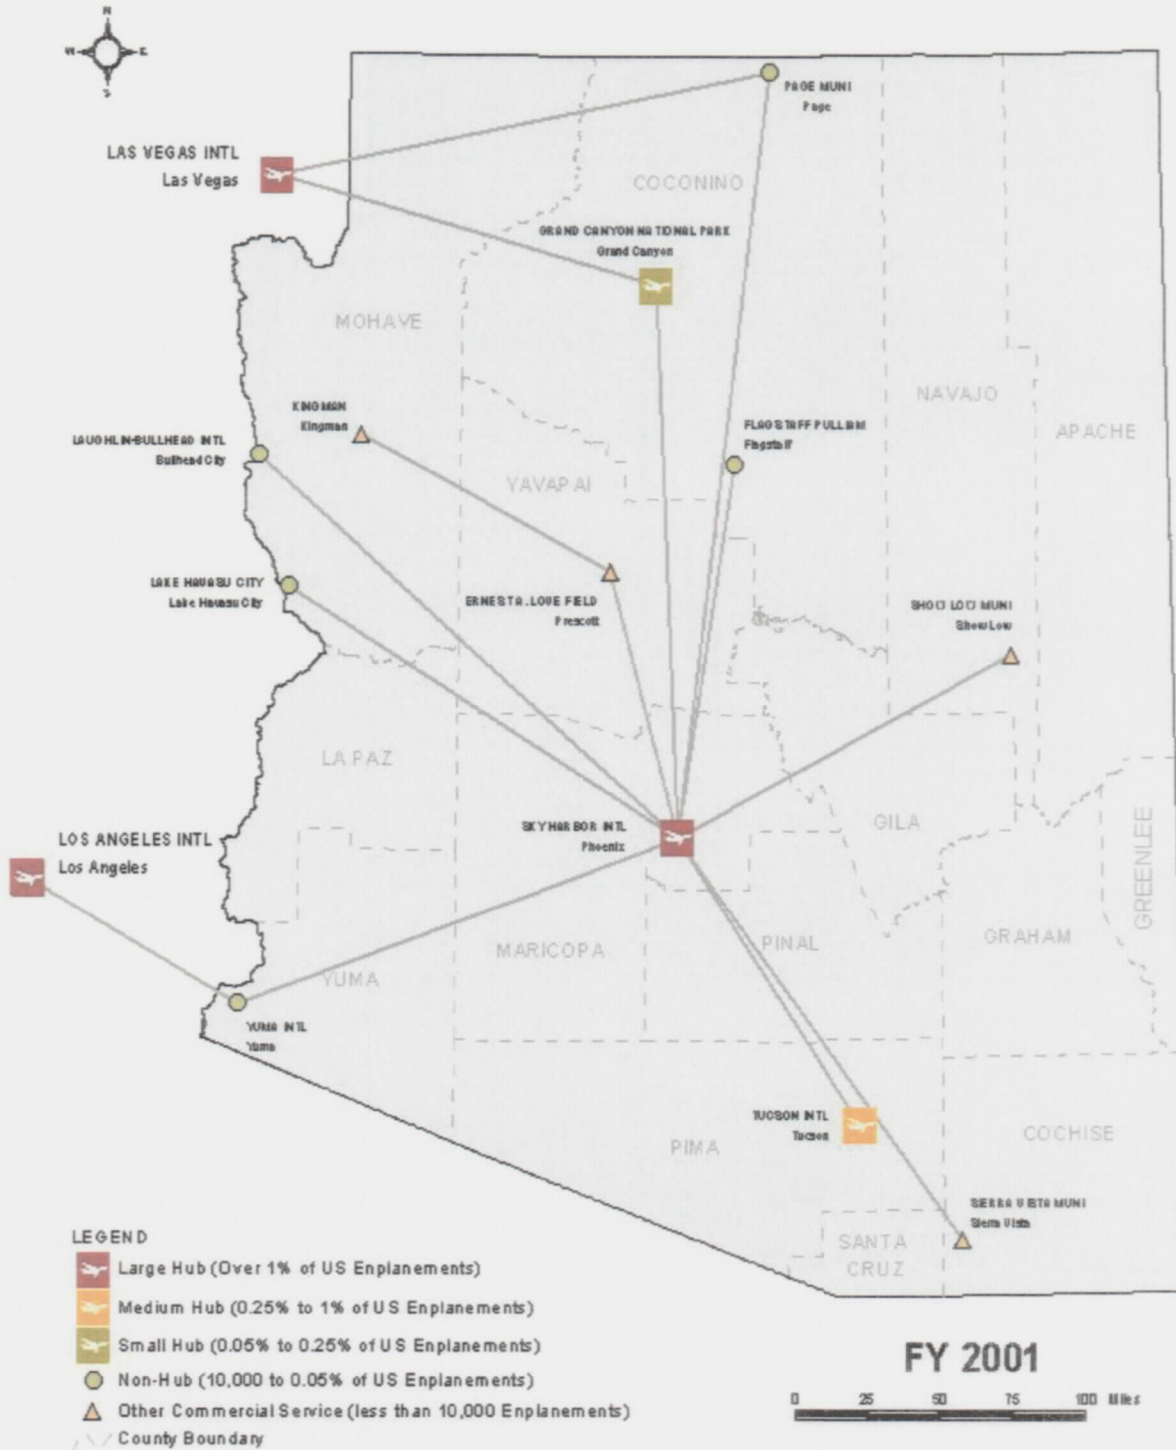 N
W E
S
PAGE MUNI
Page
LAS VEGAS INTL
Las Vegas
COCONINO
GRAND CANYON NATIONAL PARK
Grand Canyon
MOHAVE
NAVAJO
KINGMAN
Kingman
FLAGSTAFF PULLIAM
Flagstaff
APACHE
LAUGHLIN-BULLHEAD INTL
Bullhead City
YAVAPAI
LAKE HAVASU CITY
Lake Havasu City
ERNEST A. LOVE FIELD
Prescott
SHOW LOW MUNI
Show Low
LA PAZ
SKY HARBOR INTL
Phoenix
GILA
GREENLEE
LOS ANGELES INTL
Los Angeles
MARICOPA
PINAL
GRAHAM
YUMA
YUMA INTL
Yuma
TUCSON INTL
Tucson
PIMA
COCHISE
SIERRA VISTA MUNI
Sierra Vista
SANTA
CRUZ
LEGEND
Large Hub (Over 1% of US Enplanements)
Medium Hub (0.25% to 1% of US Enplanements)
Small Hub (0.05% to 0.25% of US Enplanements)
Non-Hub (10,000 to 0.05% of US Enplanements)
Other Commercial Service (less than 10,000 Enplanements)
County Boundary
FY 2001
0 25 50 75 100 Miles